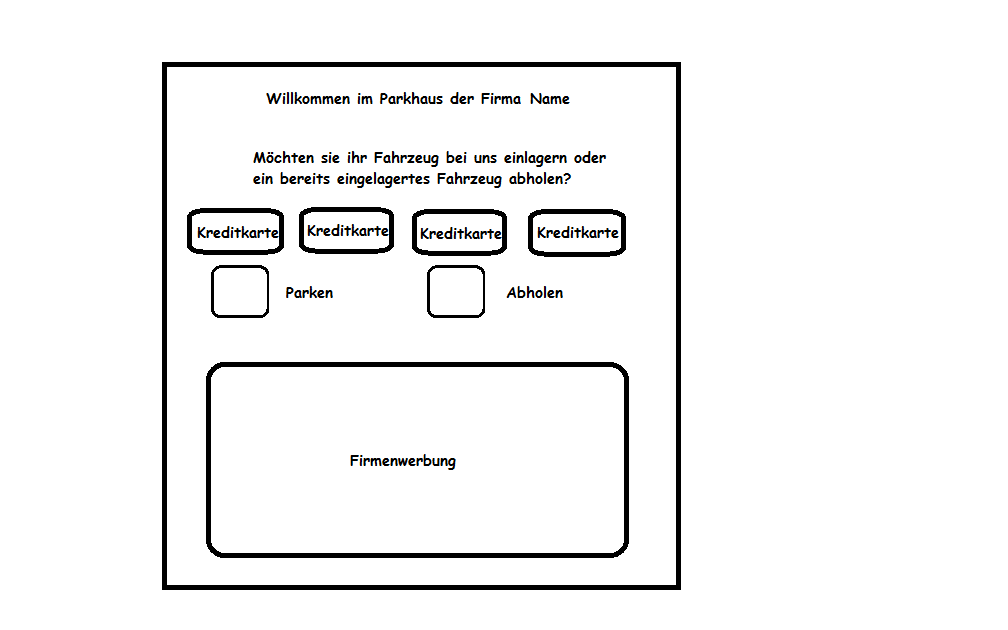 Willkommen im Parkhaus der Firma Name
Möchten sie ihr Fahrzeug bei uns einlagern oder
ein bereits eingelagertes Fahrzeug abholen?
Kreditkarte Kreditkarte Kreditkarte Kreditkarte
Parken Abholen
Firmenwerbung